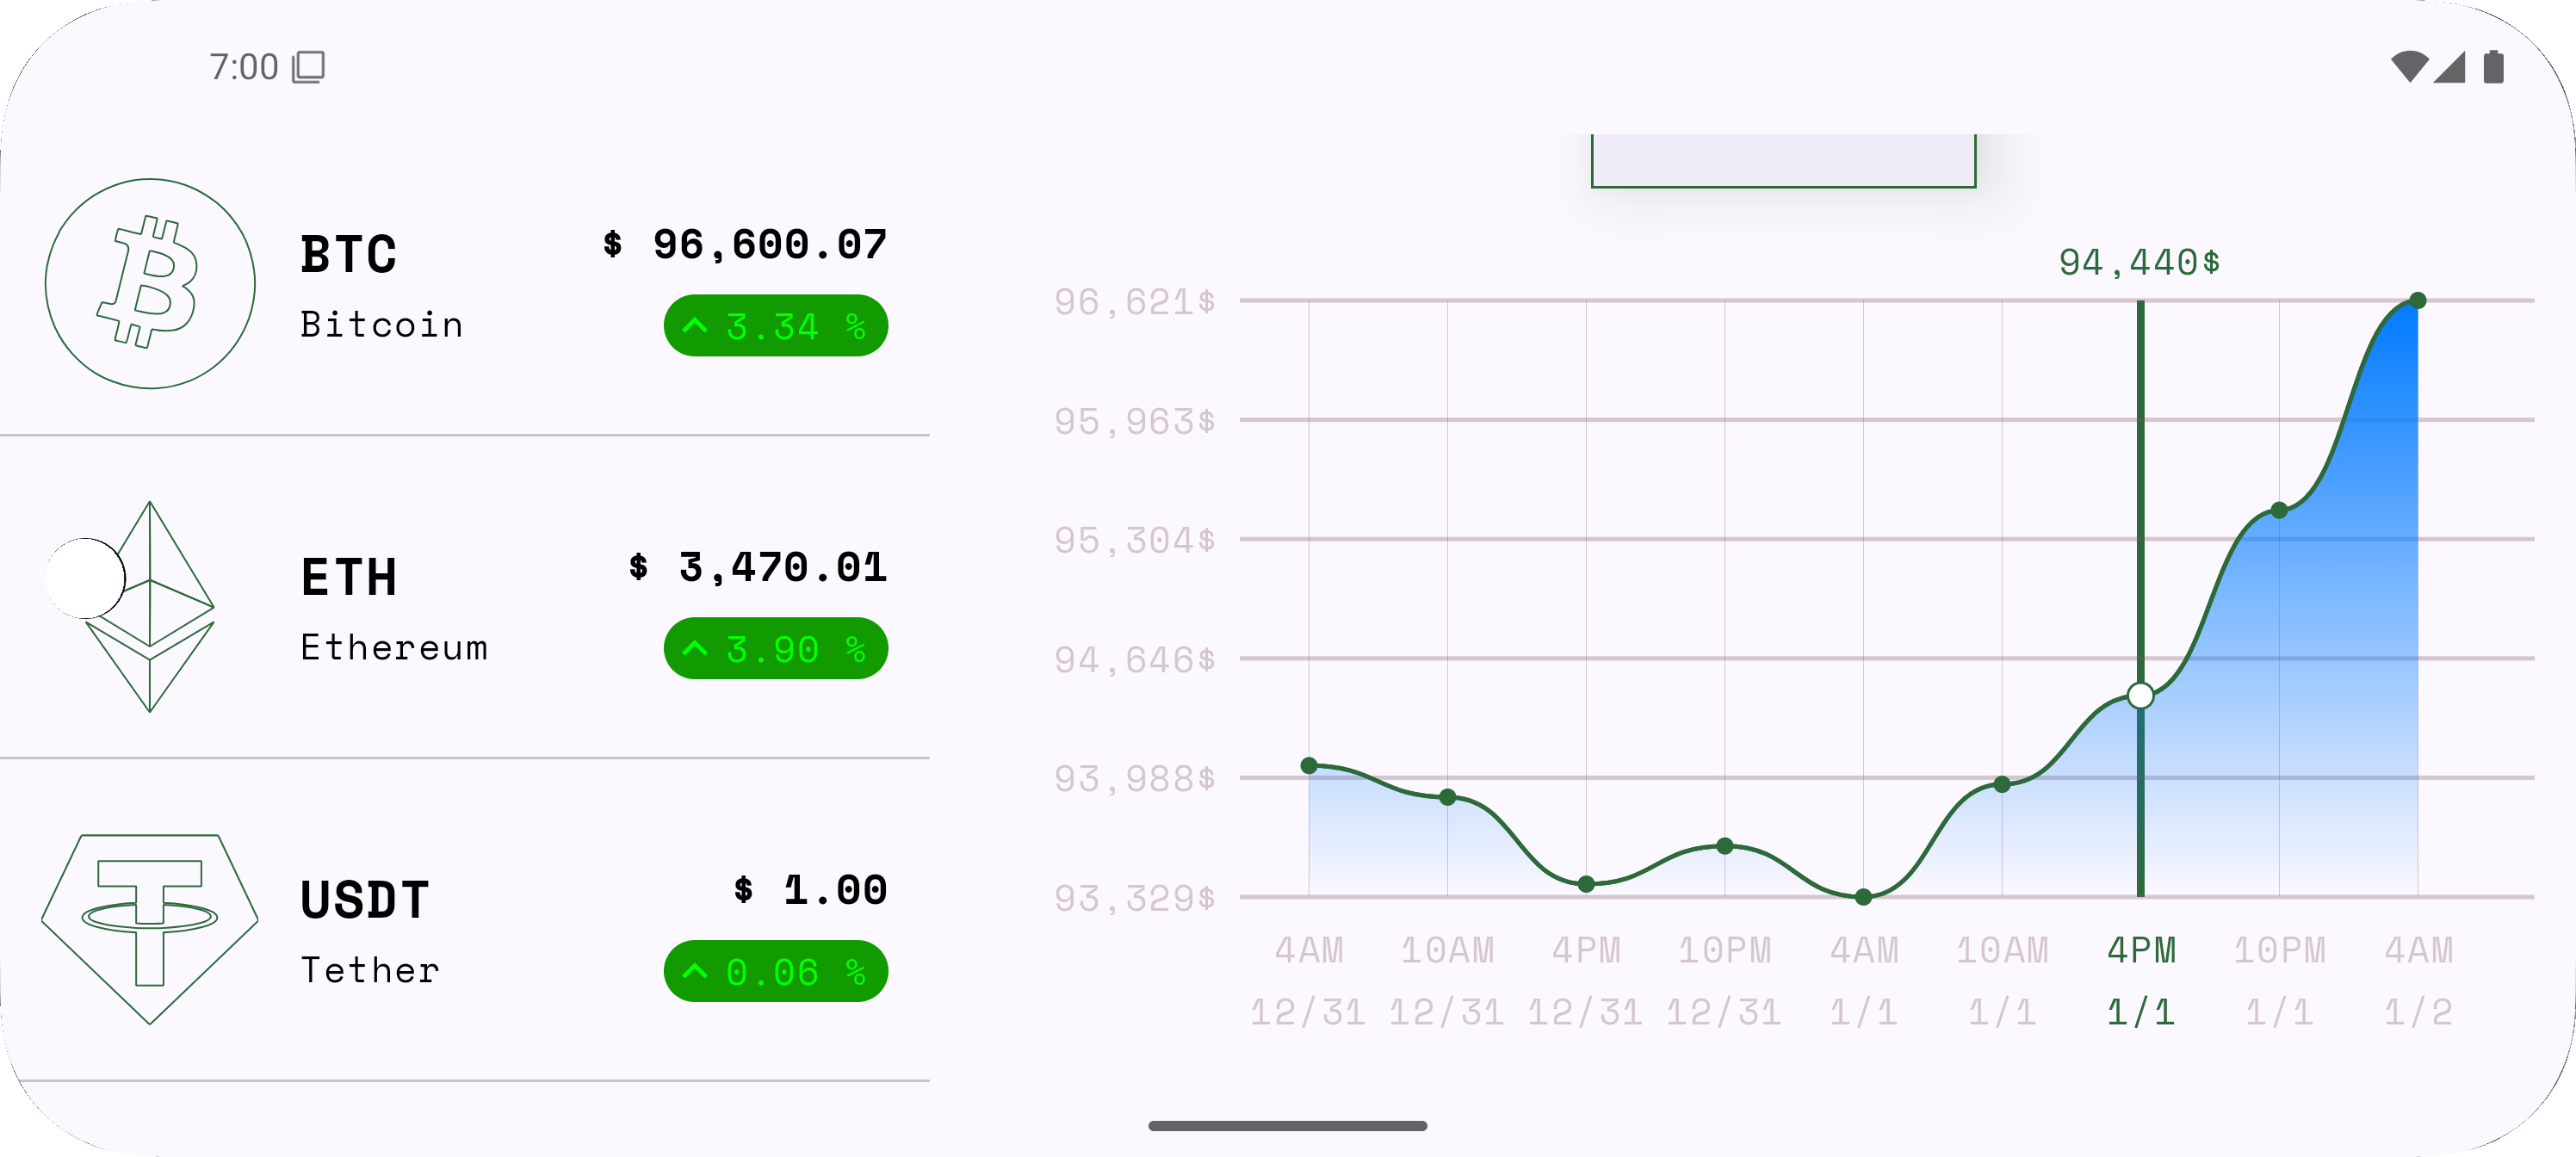 7:00
BTC
$ 96,600.07
Bitcoin
3.34 %
ETH
$ 3,470.01
Ethereum
3.90 %
USDT
$ 1.00
Tether
0.06 %
94,440$
96,621$
95,963$
95,304$
94,646$
93,988$
93,329$
4AM 10AM 4PM 10PM 4AM 10AM 4PM 10PM 4AM
12/31 12/31 12/31 12/31 1/1 1/1 1/1 1/1 1/2